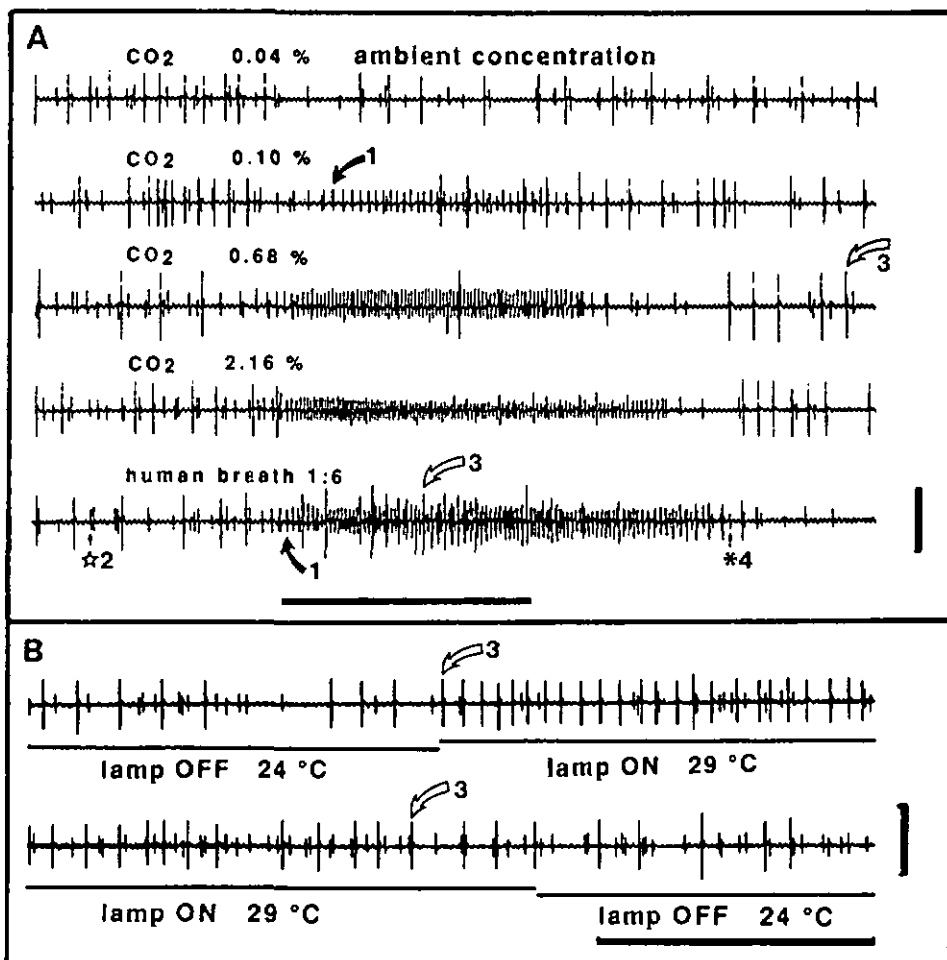 A
CO2 0.04 % ambient concentration
CO2 0.10 %
1
CO2 0.68 %
3
CO2 2.16 %
human breath 1:6
3
☆2
1
*4
B
3
lamp OFF 24 °C
lamp ON 29 °C
3
lamp ON 29 °C
lamp OFF 24 °C